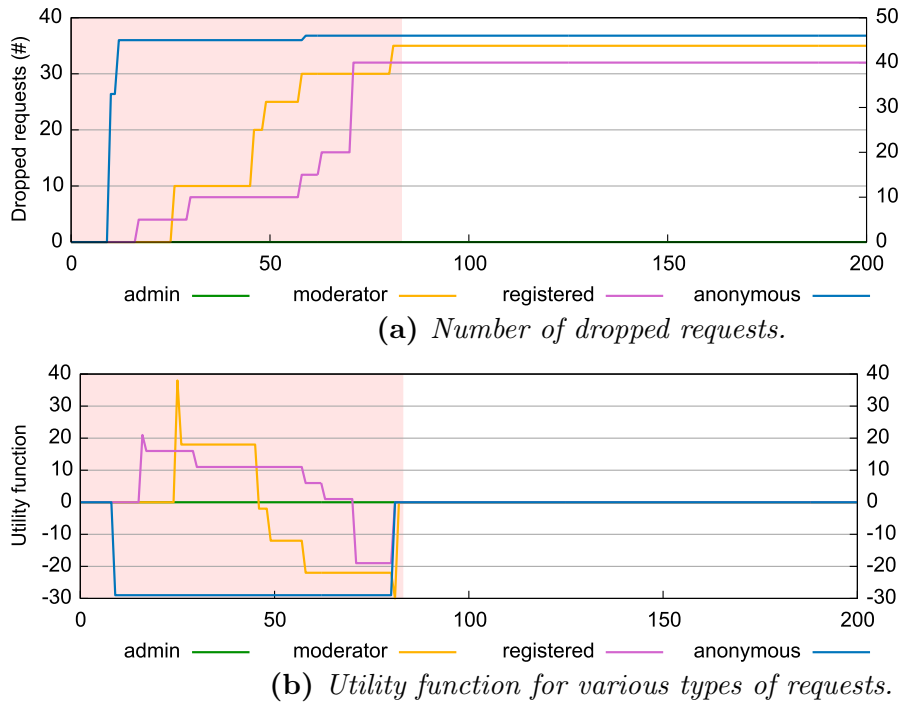 40 50
30 40
20 30
10 20
0 10
0
Dropped requests (#)
0 50 100 150 200
admin moderator registered anonymous
(a) Number of dropped requests.
40 40
30 30
20 20
10 10
0 0
-10 -10
-20 -20
-30 -30
Utility function
0 50 100 150 200
admin moderator registered anonymous
(b) Utility function for various types of requests.